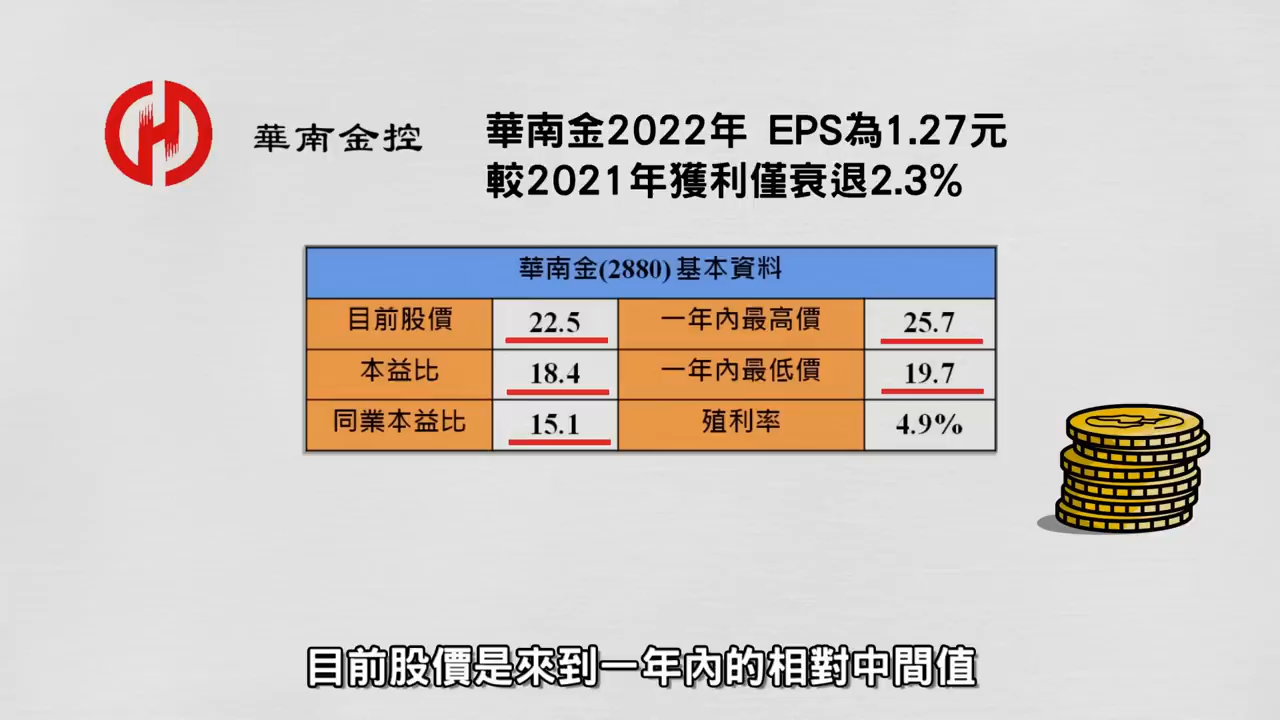 華南金控
華南金2022年 EPS為1.27元
較2021年獲利僅衰退2.3%
華南金(2880)基本資料
目前股價 22.5 一年內最高價 25.7
本益比 18.4 一年內最低價 19.7
同業本益比 15.1 殖利率 4.9%
目前股價是來到一年內的相對中間值